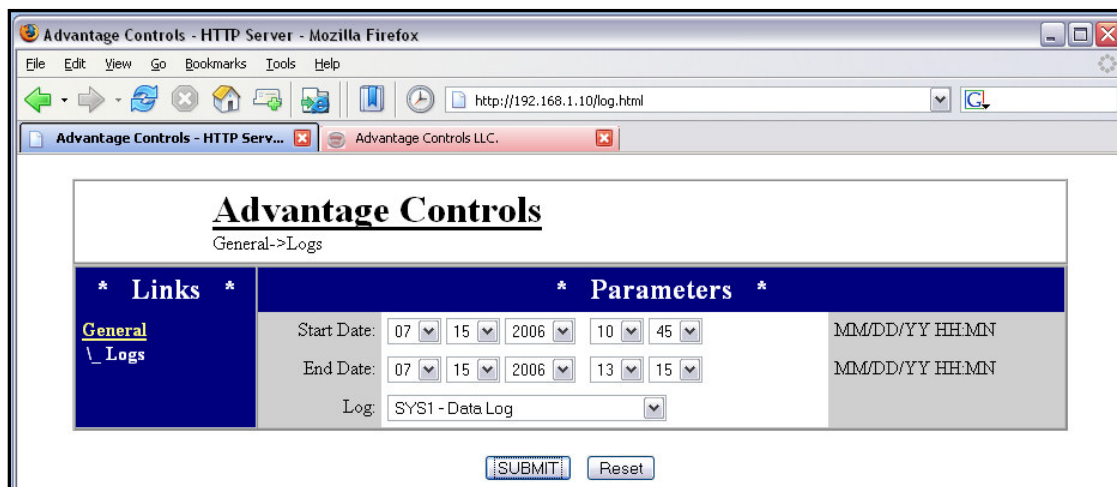 Advantage Controls - HTTP Server - Mozilla Firefox
File Edit View Go Bookmarks Tools Help
http://192.168.1.10/log.html
G
Advantage Controls - HTTP Serv... Advantage Controls LLC.
Advantage Controls
General->Logs
* Links * * Parameters *
General
\_ Logs
Start Date: 07 15 2006 10 45 MM/DD/YY HH:MN
End Date: 07 15 2006 13 15 MM/DD/YY HH:MN
Log: SYS1 - Data Log
SUBMIT Reset